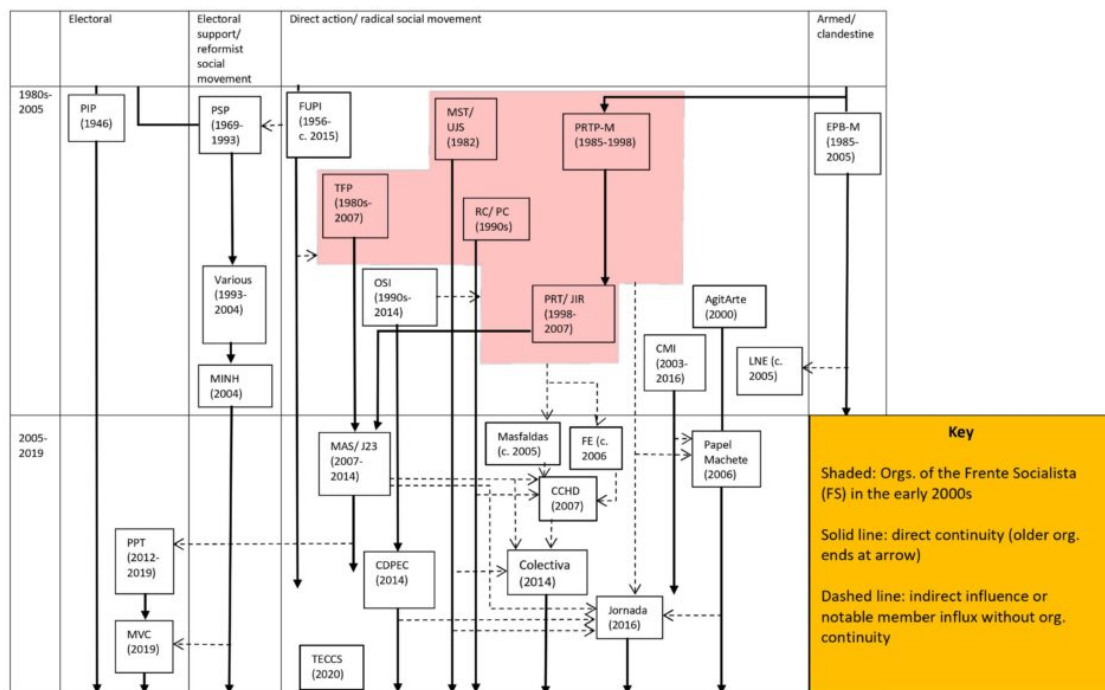 Electoral
Electoral
support/
reformist
social
movement
Direct action/ radical social movement
Armed/
clandestine
1980s-
2005
PIP
(1946)
PSP
(1969-
1993)
FUPI
(1956-
c. 2015)
MST/
UJS
(1982)
PRTP-M
(1985-1998)
EPB-M
(1985-
2005)
TFP
(1980s-
2007)
RC/ PC
(1990s)
Various
(1993-
2004)
OSI
(1990s-
2014)
PRT/ JIR
(1998-
2007)
AgitArte
(2000)
CMI
(2003-
2016)
LNE (c.
2005)
MINH
(2004)
2005-
2019
MAS/ J23
(2007-
2014)
Masfaldas
(c. 2005)
FE (c.
2006
Papel
Machete
(2006)
CCHD
(2007)
PPT
(2012-
2019)
CDPEC
(2014)
Colectiva
(2014)
Jornada
(2016)
MVC
(2019)
TECCS
(2020)
Key
Shaded: Orgs. of the Frente Socialista
(FS) in the early 2000s
Solid line: direct continuity (older org.
ends at arrow)
Dashed line: indirect influence or
notable member influx without org.
continuity